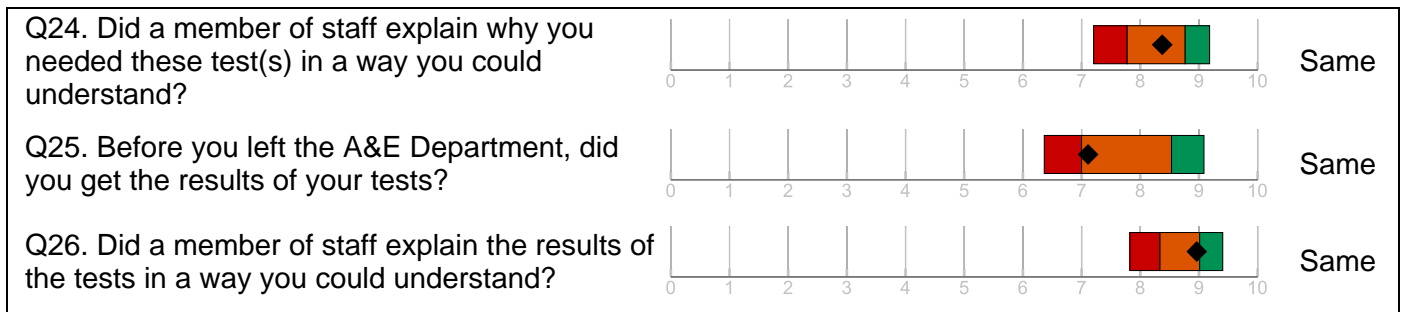 Q24. Did a member of staff explain why you
needed these test(s) in a way you could
understand?
0 1 2 3 4 5 6 7 8 9 10
Same
Q25. Before you left the A&E Department, did
you get the results of your tests?
0 1 2 3 4 5 6 7 8 9 10
Same
Q26. Did a member of staff explain the results of
the tests in a way you could understand?
0 1 2 3 4 5 6 7 8 9 10
Same